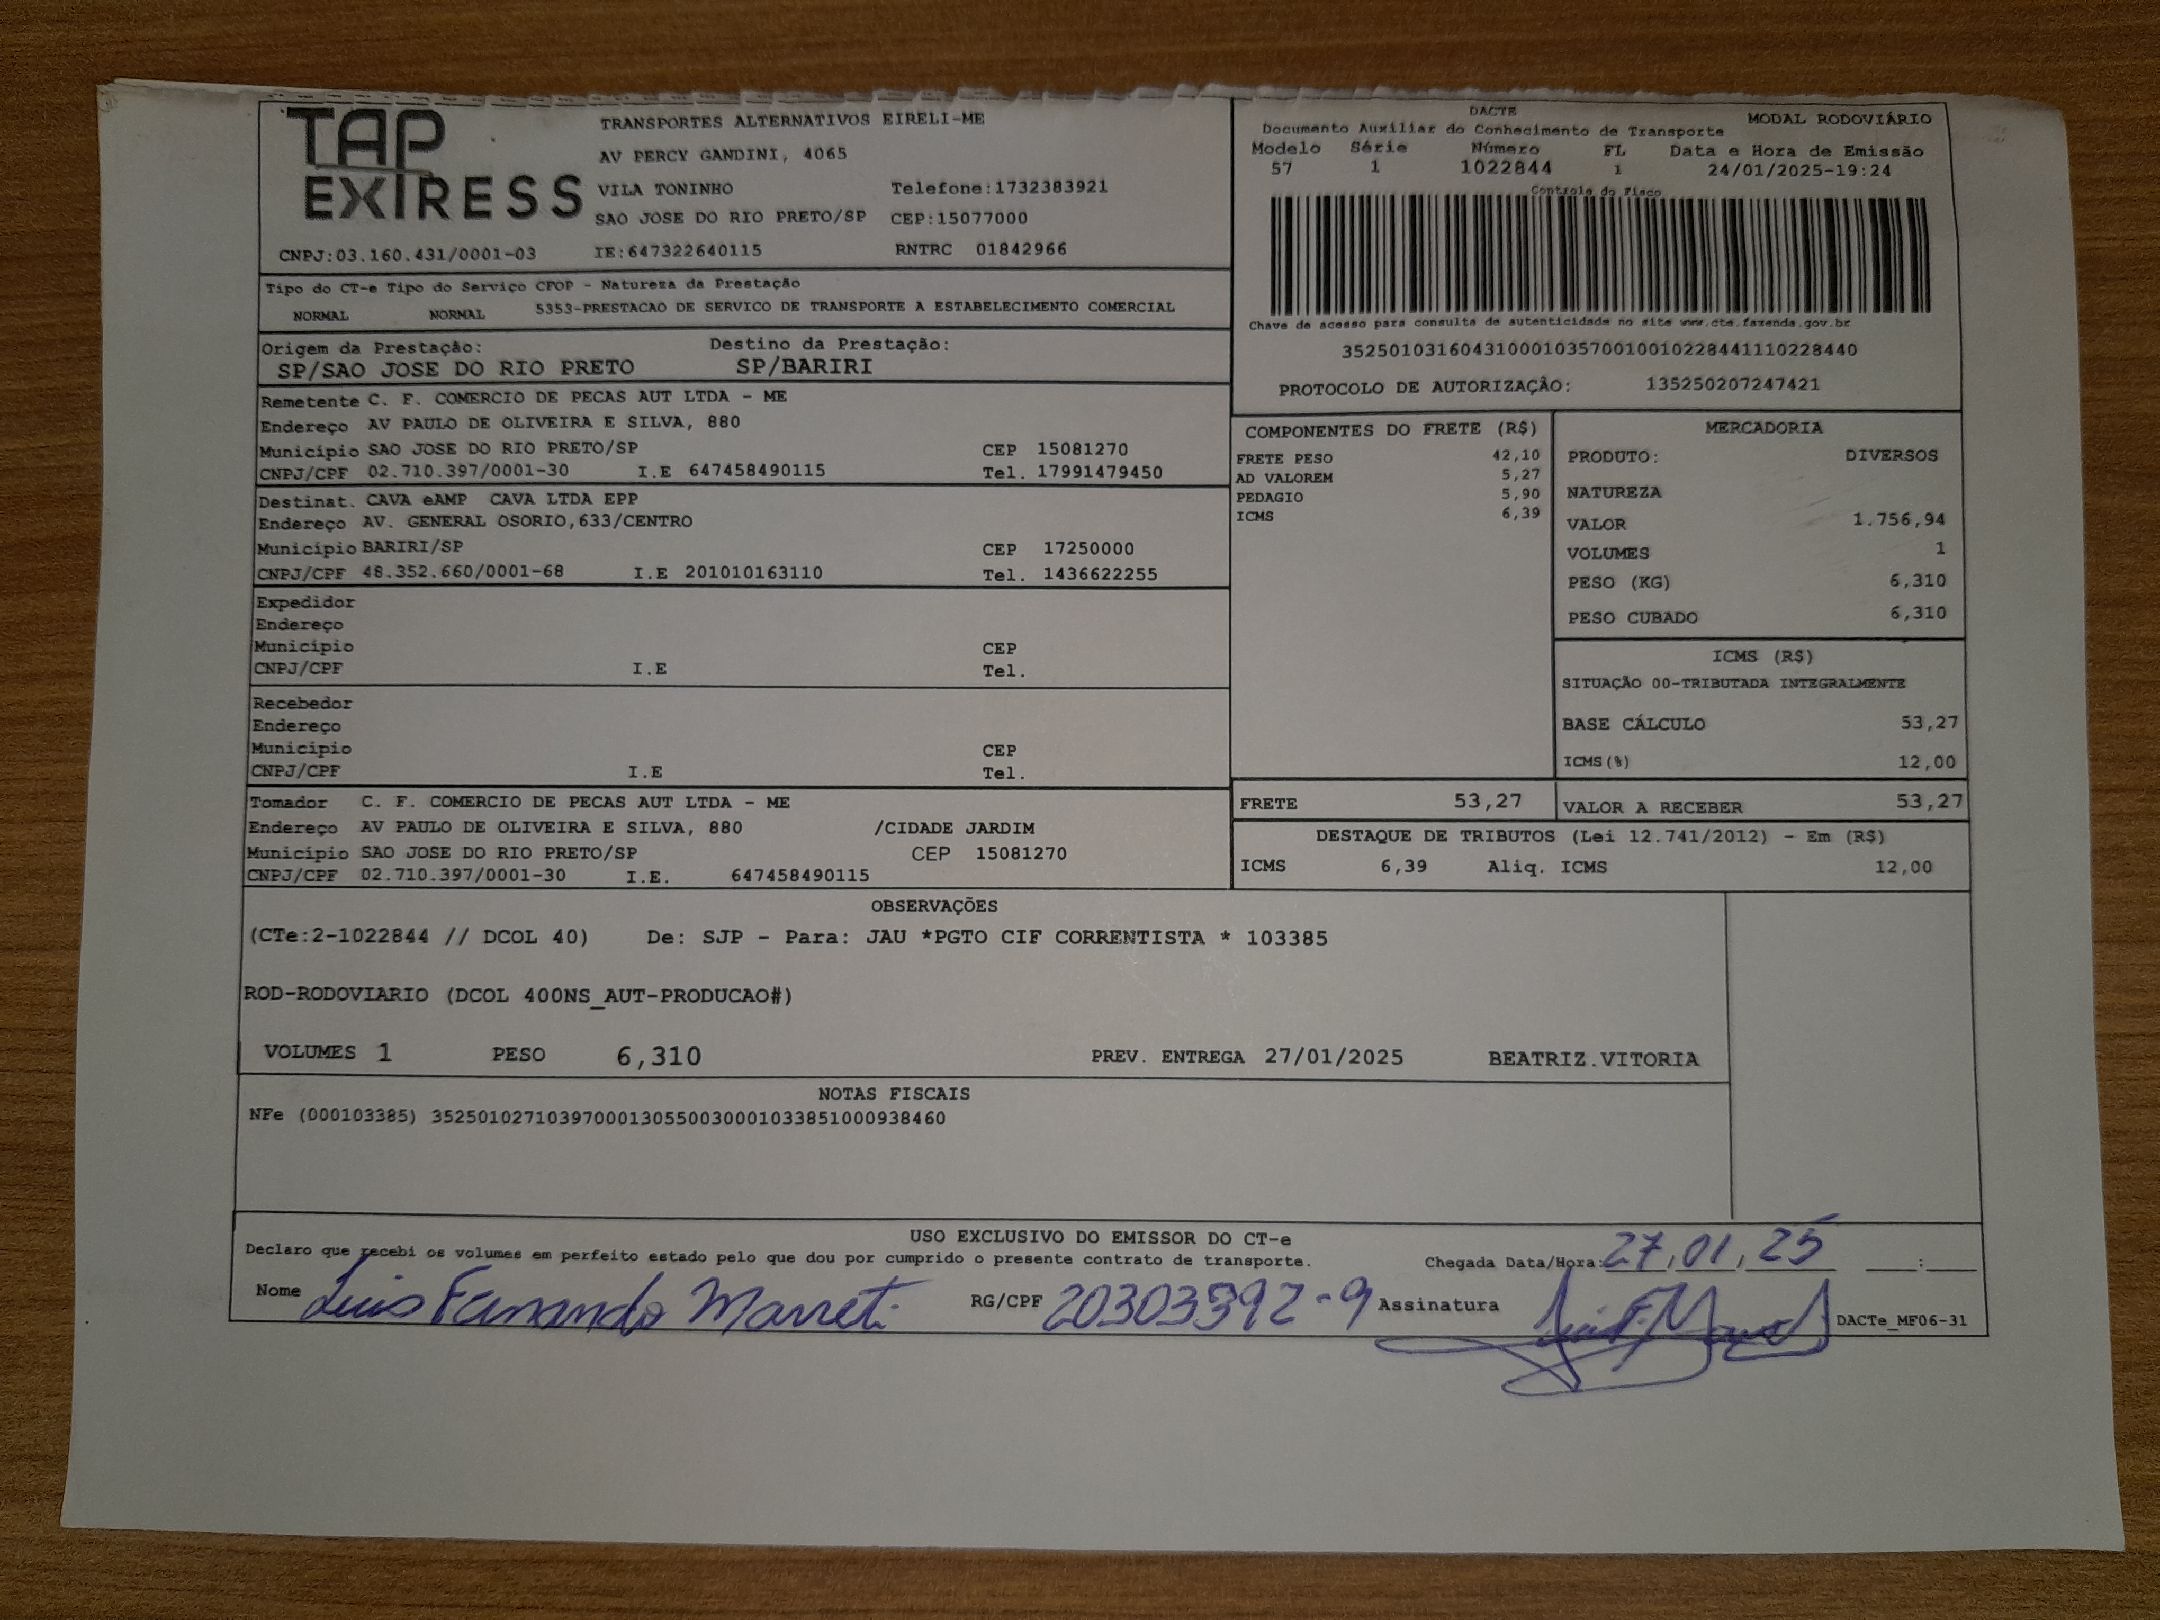 TAP
EXPRESS
TRANSPORTES ALTERNATIVOS EIRELI-ME
AV PERCY GANDINI, 4065
VILA TONINHO Telefone:1732383921
SAO JOSE DO RIO PRETO/SP CEP:15077000
CNPJ:03.160.431/0001-03 IE:647322640115 RNTRC 01842966
DACTE
Documento Auxiliar do Conhecimento de Transporte MODAL RODOVIÁRIO
Modelo Série Número FL Data e Hora de Emissão
57 1 1022844 1 24/01/2025-19:24
Controle do Fisco
Chave de acesso para consulta de autenticidade no site www.cte.fazenda.gov.br
35250103160431000103570010010228441110228440
PROTOCOLO DE AUTORIZAÇÃO: 135250207247421
Tipo do CT-e Tipo do Serviço CFOP - Natureza da Prestação
NORMAL NORMAL 5353-PRESTACAO DE SERVICO DE TRANSPORTE A ESTABELECIMENTO COMERCIAL
Origem da Prestação: Destino da Prestação:
SP/SAO JOSE DO RIO PRETO SP/BARIRI
Remetente C. F. COMERCIO DE PECAS AUT LTDA - ME
Endereço AV PAULO DE OLIVEIRA E SILVA, 880
Município SAO JOSE DO RIO PRETO/SP CEP 15081270
CNPJ/CPF 02.710.397/0001-30 I.E 647458490115 Tel. 17991479450
Destinat. CAVA eAMP CAVA LTDA EPP
Endereço AV. GENERAL OSORIO,633/CENTRO
Município BARIRI/SP CEP 17250000
CNPJ/CPF 48.352.660/0001-68 I.E 201010163110 Tel. 1436622255
Expedidor
Endereço
Município CEP
CNPJ/CPF I.E Tel.
Recebedor
Endereço
Município CEP
CNPJ/CPF I.E Tel.
Tomador C. F. COMERCIO DE PECAS AUT LTDA - ME
Endereço AV PAULO DE OLIVEIRA E SILVA, 880 /CIDADE JARDIM
Município SAO JOSE DO RIO PRETO/SP CEP 15081270
CNPJ/CPF 02.710.397/0001-30 I.E. 647458490115
COMPONENTES DO FRETE (R$)
FRETE PESO 42,10
AD VALOREM 5,27
PEDAGIO 5,90
ICMS 6,39
MERCADORIA
PRODUTO: DIVERSOS
NATUREZA
VALOR 1.756,94
VOLUMES 1
PESO (KG) 6,310
PESO CUBADO 6,310
ICMS (R$)
SITUAÇÃO 00-TRIBUTADA INTEGRALMENTE
BASE CÁLCULO 53,27
ICMS(%) 12,00
FRETE 53,27 VALOR A RECEBER 53,27
DESTAQUE DE TRIBUTOS (Lei 12.741/2012) - Em (R$)
ICMS 6,39 Aliq. ICMS 12,00
OBSERVAÇÕES
(CTe:2-1022844 // DCOL 40) De: SJP - Para: JAU *PGTO CIF CORRENTISTA * 103385
ROD-RODOVIARIO (DCOL 400NS_AUT-PRODUCAO#)
VOLUMES 1 PESO 6,310 PREV. ENTREGA 27/01/2025 BEATRIZ.VITORIA
NOTAS FISCAIS
NFe (000103385) 35250102710397000130550030001033851000938460
USO EXCLUSIVO DO EMISSOR DO CT-e
Declaro que recebi os volumes em perfeito estado pelo que dou por cumprido o presente contrato de transporte. Chegada Data/Hora: 27,01,25 :
Nome Luis Fernando Marreti RG/CPF 20303392-9 Assinatura DACTe_MF06-31